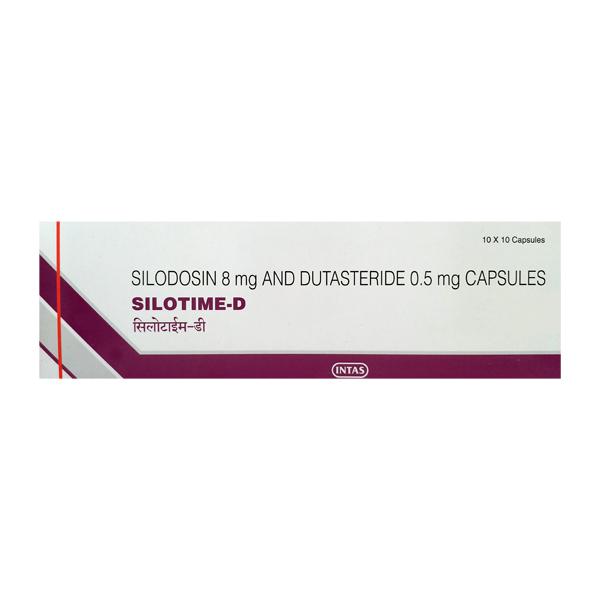 10 X 10 Capsules
SILODOSIN 8 mg AND DUTASTERIDE 0.5 mg CAPSULES
SILOTIME-D
सिलोटाईम-डी
INTAS